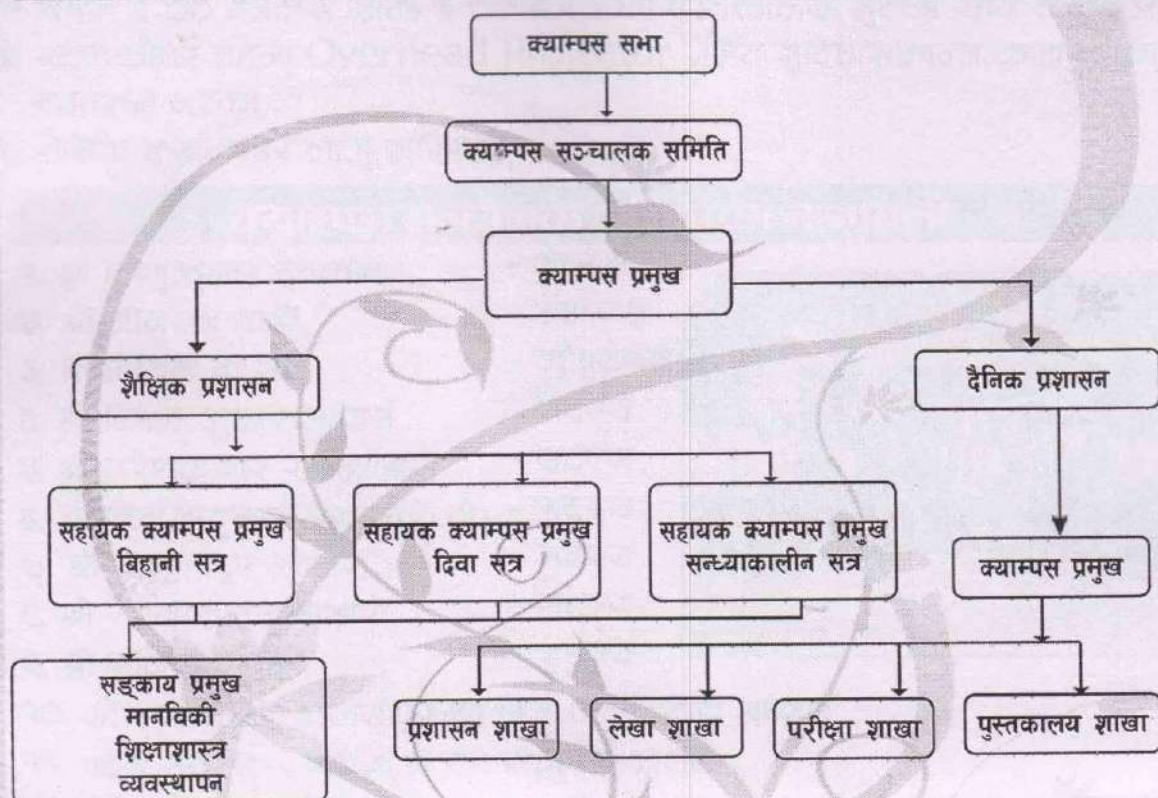 क्याम्पस सभा
क्याम्पस सञ्चालक समिति
क्याम्पस प्रमुख
शैक्षिक प्रशासन
दैनिक प्रशासन
सहायक क्याम्पस प्रमुख
बिहानी सत्र
सहायक क्याम्पस प्रमुख
दिवा सत्र
सहायक क्याम्पस प्रमुख
सन्ध्याकालीन सत्र
क्याम्पस प्रमुख
सङ्काय प्रमुख
मानविकी
शिक्षाशास्त्र
व्यवस्थापन
प्रशासन शाखा
लेखा शाखा
परीक्षा शाखा
पुस्तकालय शाखा